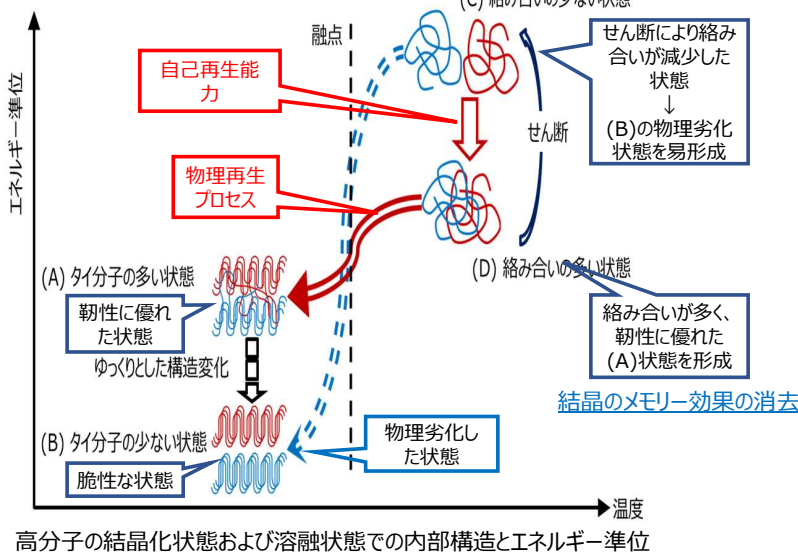 (C) 絡み合いの少ない状態
融点
せん断により絡み
合いが減少した
状態
↓
(B)の物理劣化
状態を易形成
自己再生能
力
せん断
エネルギー準位
物理再生
プロセス
(D) 絡み合いの多い状態
(A) タイ分子の多い状態
靭性に優れ
た状態
絡み合いが多く、
靭性に優れた
(A)状態を形成
ゆっくりとした構造変化
結晶のメモリー効果の消去
(B) タイ分子の少ない状態
物理劣化し
た状態
脆性な状態
温度
高分子の結晶化状態および溶融状態での内部構造とエネルギー準位